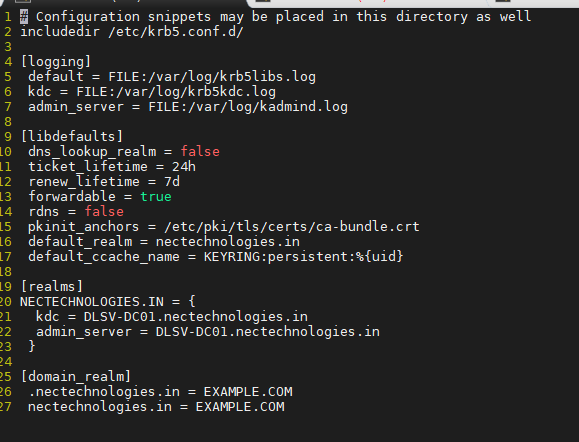 1 # Configuration snippets may be placed in this directory as well
2 includedir /etc/krb5.conf.d/
3
4 [logging]
5  default = FILE:/var/log/krb5libs.log
6  kdc = FILE:/var/log/krb5kdc.log
7  admin_server = FILE:/var/log/kadmind.log
8
9 [libdefaults]
10  dns_lookup_realm = false
11  ticket_lifetime = 24h
12  renew_lifetime = 7d
13  forwardable = true
14  rdns = false
15  pkinit_anchors = /etc/pki/tls/certs/ca-bundle.crt
16  default_realm = nectechnologies.in
17  default_ccache_name = KEYRING:persistent:%{uid}
18
19 [realms]
20 NECTECHNOLOGIES.IN = {
21   kdc = DLSV-DC01.nectechnologies.in
22   admin_server = DLSV-DC01.nectechnologies.in
23  }
24
25 [domain_realm]
26  .nectechnologies.in = EXAMPLE.COM
27  nectechnologies.in = EXAMPLE.COM